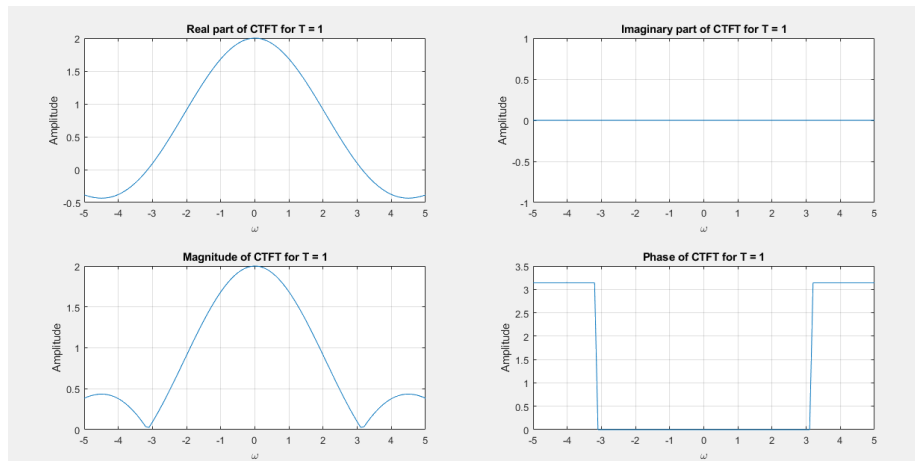 Real part of CTFT for T = 1
2
1.5
1
0.5
0
-0.5
Amplitude
-5 -4 -3 -2 -1 0 1 2 3 4 5
ω
Imaginary part of CTFT for T = 1
1
0.5
0
-0.5
-1
Amplitude
-5 -4 -3 -2 -1 0 1 2 3 4 5
ω
Magnitude of CTFT for T = 1
2
1.5
1
0.5
0
Amplitude
-5 -4 -3 -2 -1 0 1 2 3 4 5
ω
Phase of CTFT for T = 1
3.5
3
2.5
2
1.5
1
0.5
0
Amplitude
-5 -4 -3 -2 -1 0 1 2 3 4 5
ω